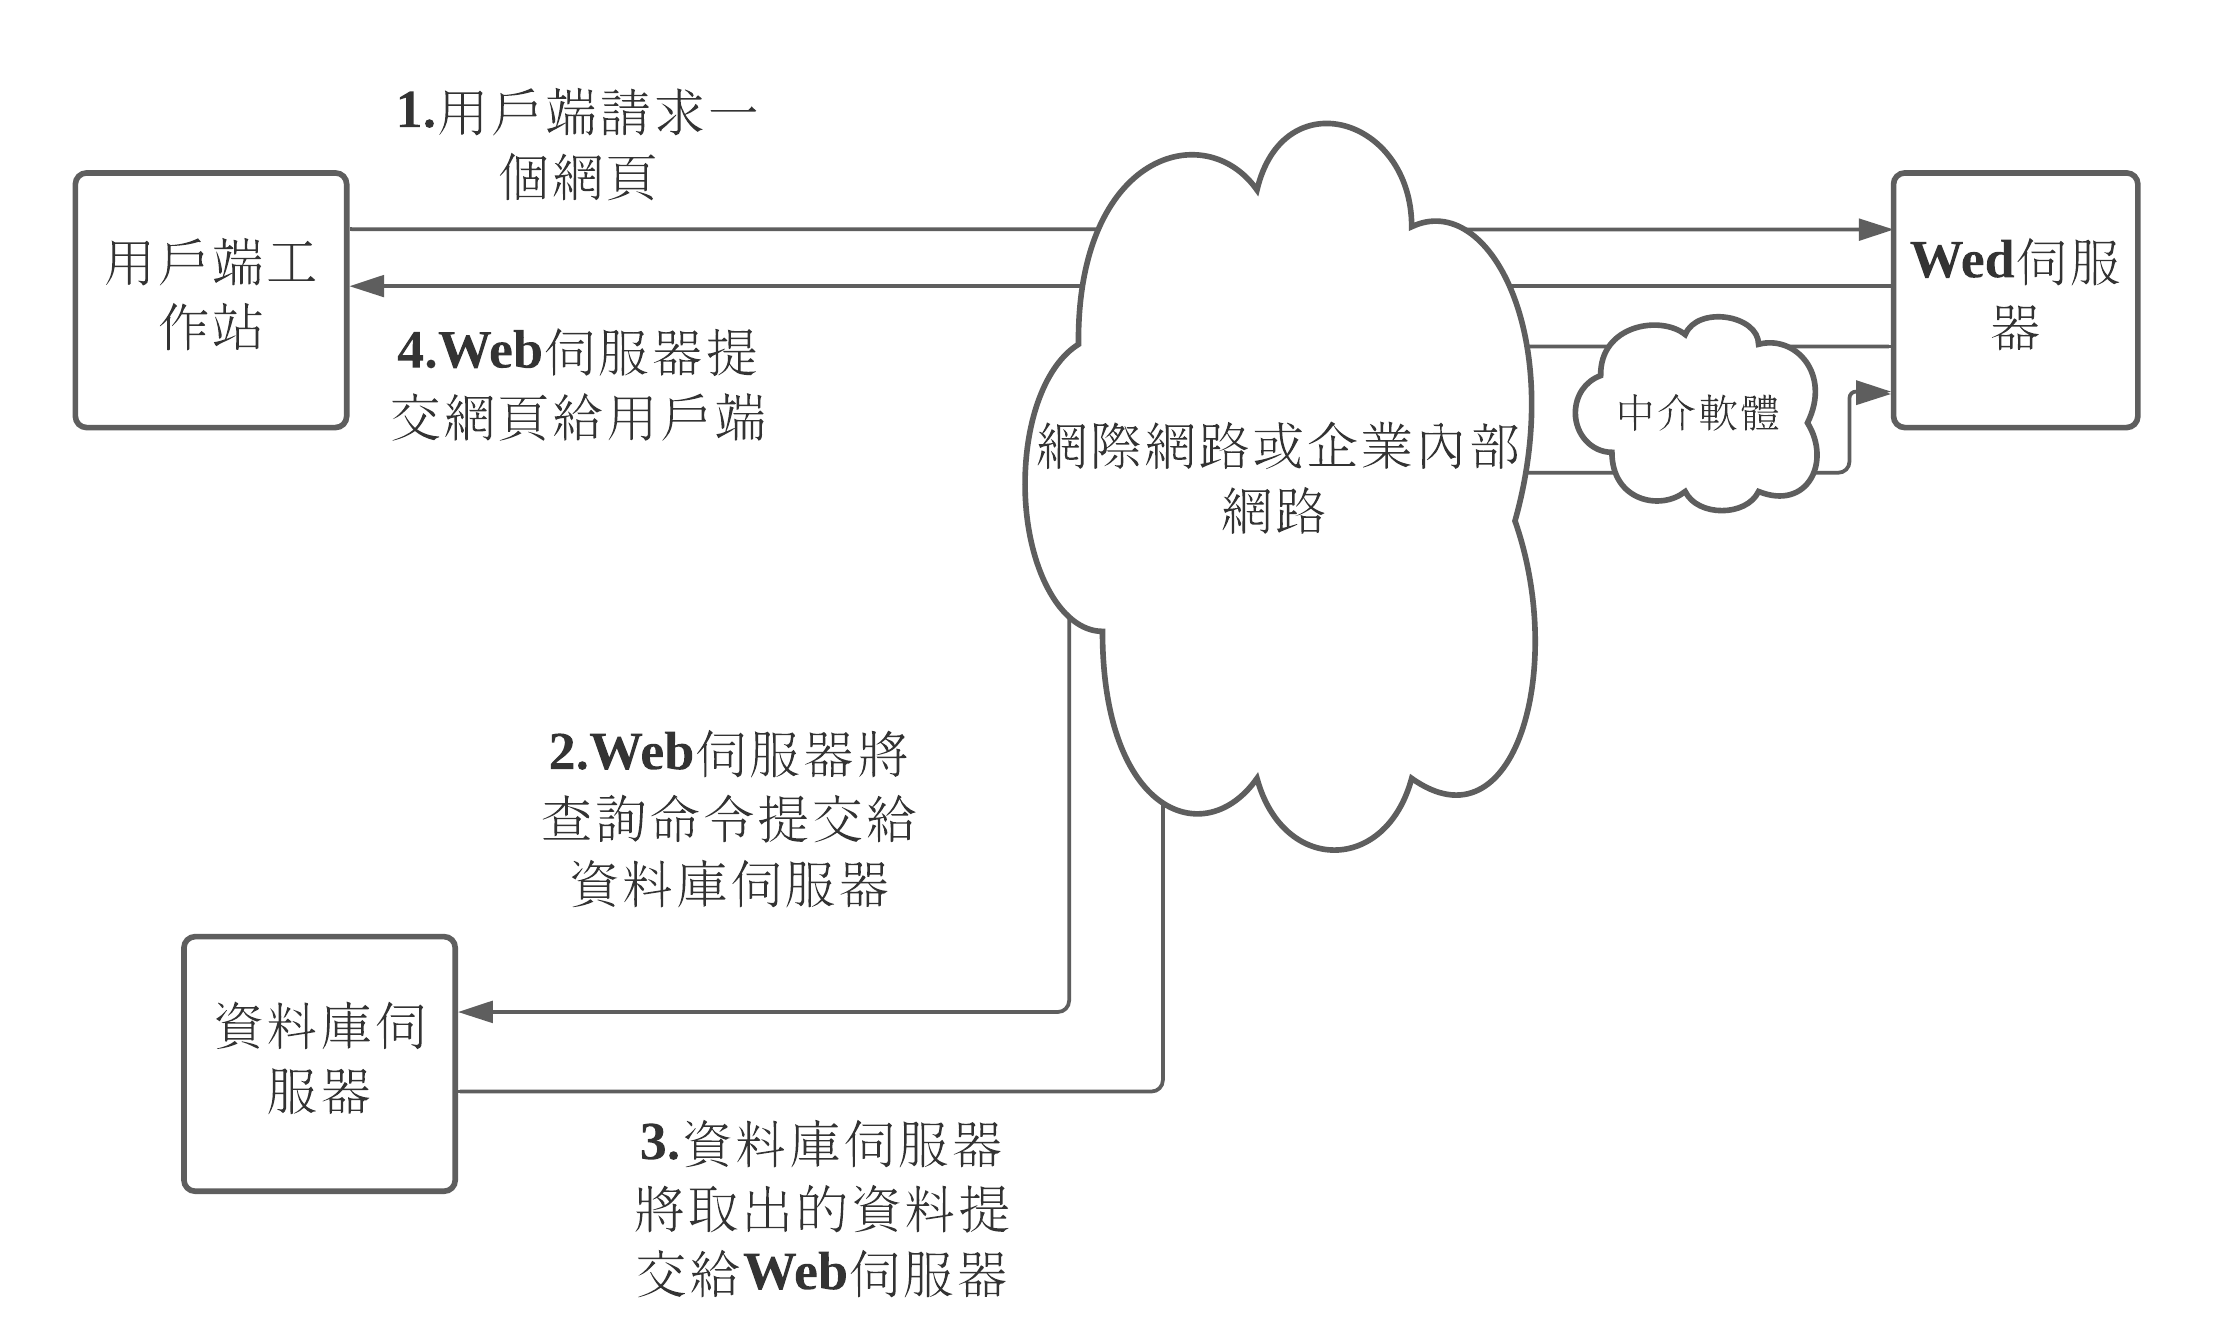 1.用戶端請求一
個網頁
用戶端工
作站
Wed伺服
器
4.Web伺服器提
交網頁給用戶端
中介軟體
網際網路或企業內部
網路
2.Web伺服器將
查詢命令提交給
資料庫伺服器
資料庫伺
服器
3.資料庫伺服器
將取出的資料提
交給Web伺服器